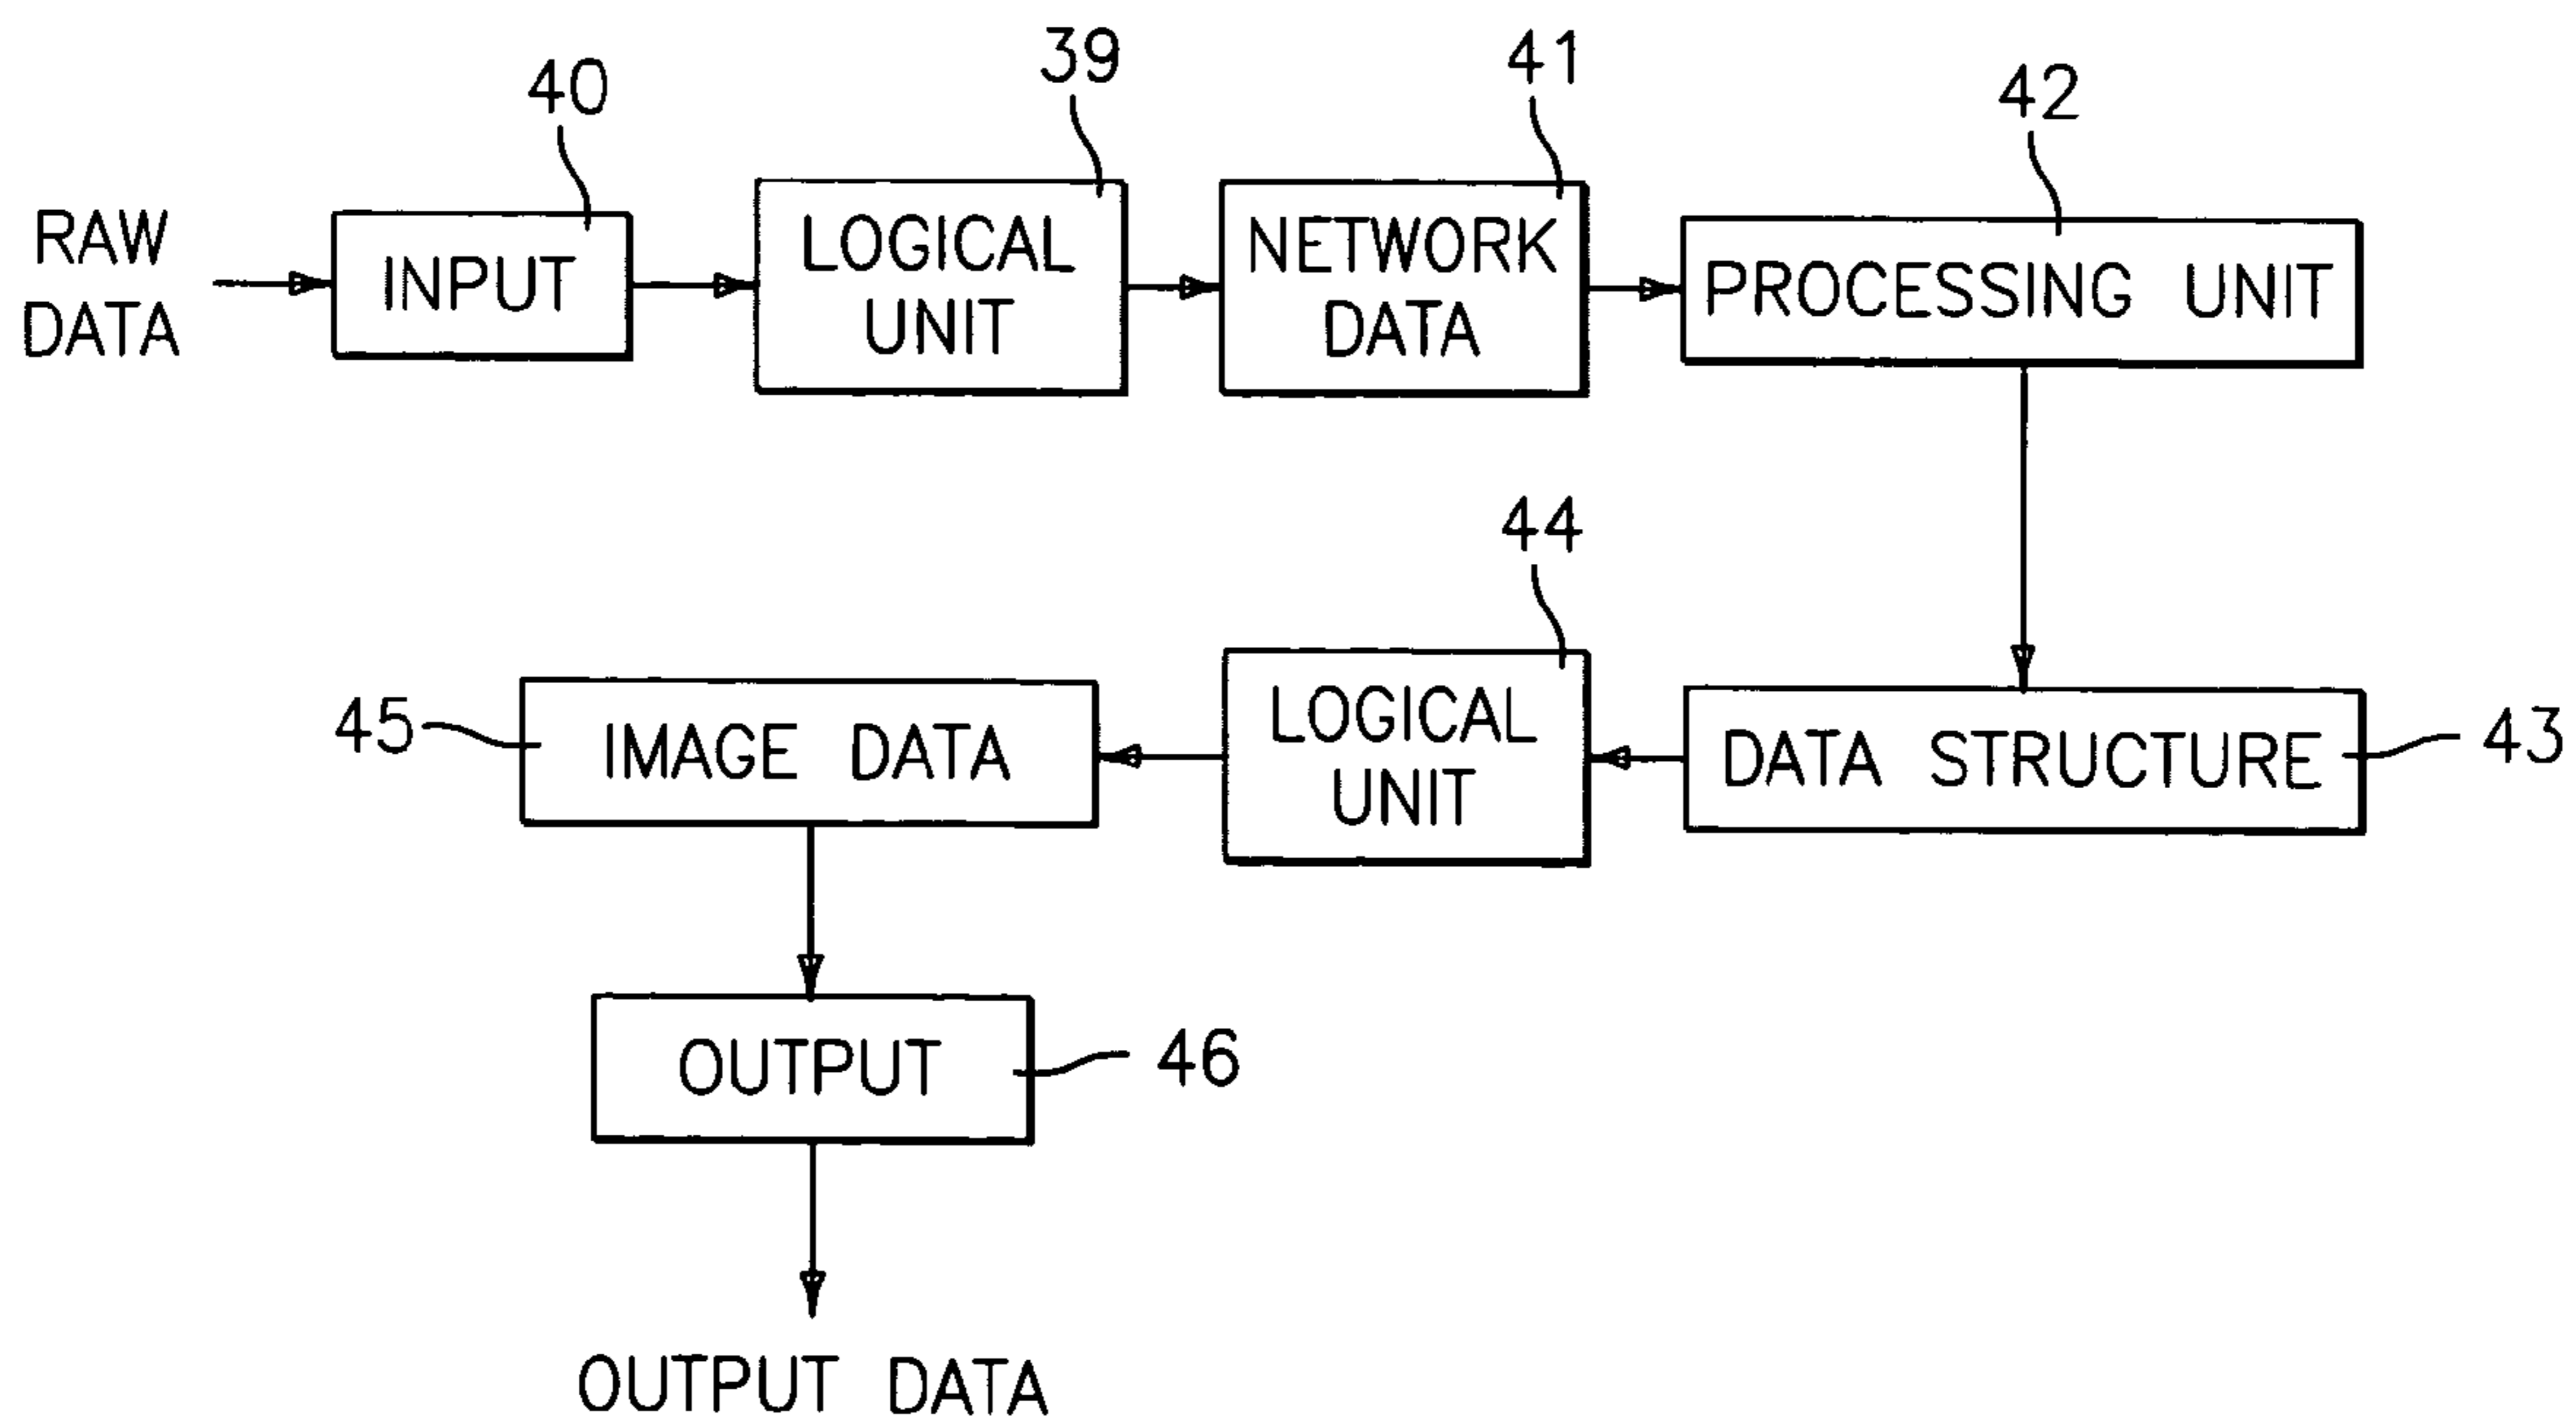 40
39
41
42
RAW
DATA
INPUT
LOGICAL
UNIT
NETWORK
DATA
PROCESSING UNIT
44
45
IMAGE DATA
LOGICAL
UNIT
DATA STRUCTURE
43
OUTPUT
46
OUTPUT DATA